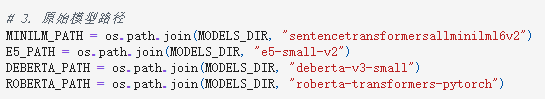 # 3. 原始模型路径
MINILM_PATH = os.path.join(MODELS_DIR, "sentencetransformersallminilml6v2")
E5_PATH = os.path.join(MODELS_DIR, "e5-small-v2")
DEBERTA_PATH = os.path.join(MODELS_DIR, "deberta-v3-small")
ROBERTA_PATH = os.path.join(MODELS_DIR, "roberta-transformers-pytorch")